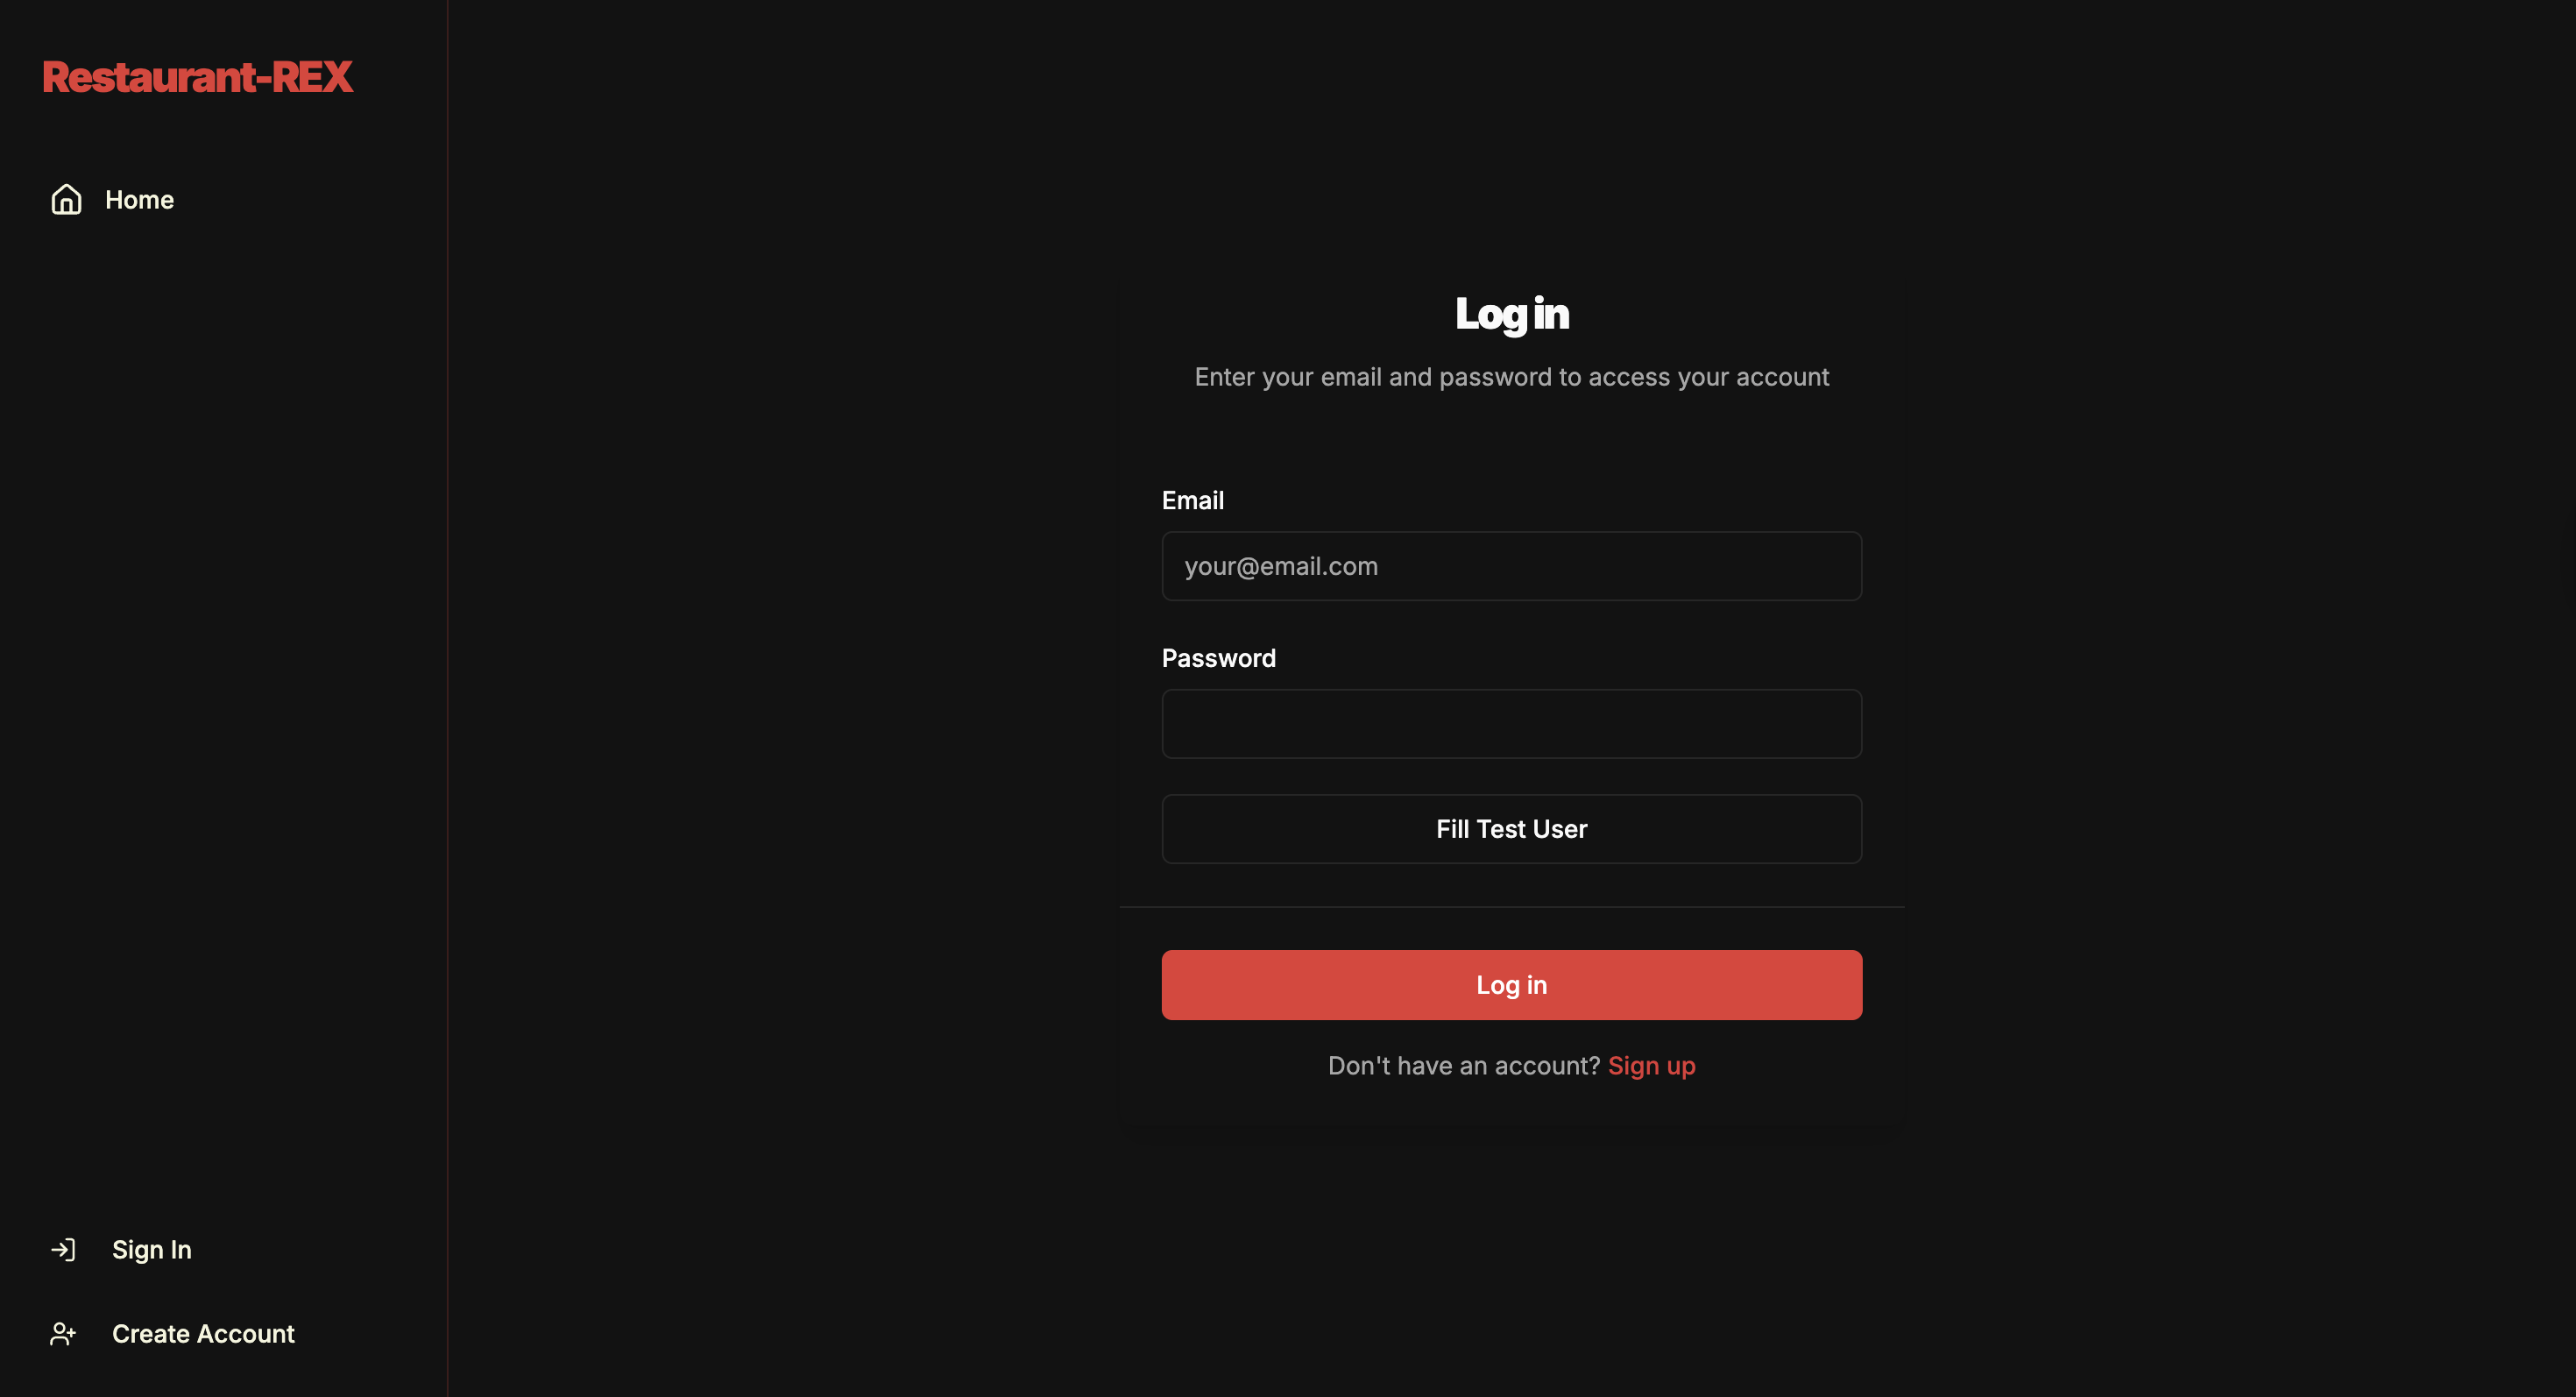 Restaurant-REX
Home
Log in
Enter your email and password to access your account
Email
your@email.com
Password
Fill Test User
Log in
Don't have an account? Sign up
Sign In
Create Account